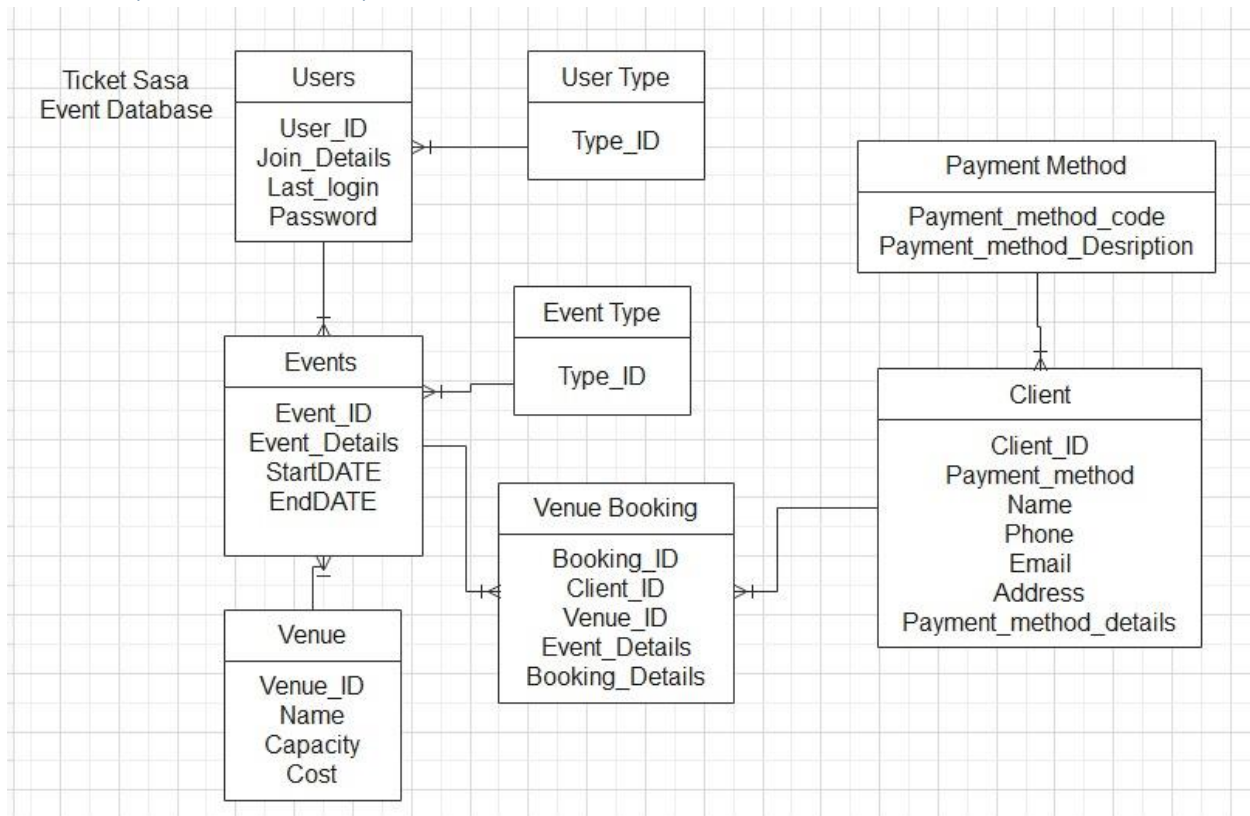 Ticket Sasa
Event Database
Users
User_ID
Join_Details
Last_login
Password
User Type
Type_ID
Payment Method
Payment_method_code
Payment_method_Desription
Event Type
Type_ID
Events
Event_ID
Event_Details
StartDATE
EndDATE
Client
Client_ID
Payment_method
Name
Phone
Email
Address
Payment_method_details
Venue Booking
Booking_ID
Client_ID
Venue_ID
Event_Details
Booking_Details
Venue
Venue_ID
Name
Capacity
Cost